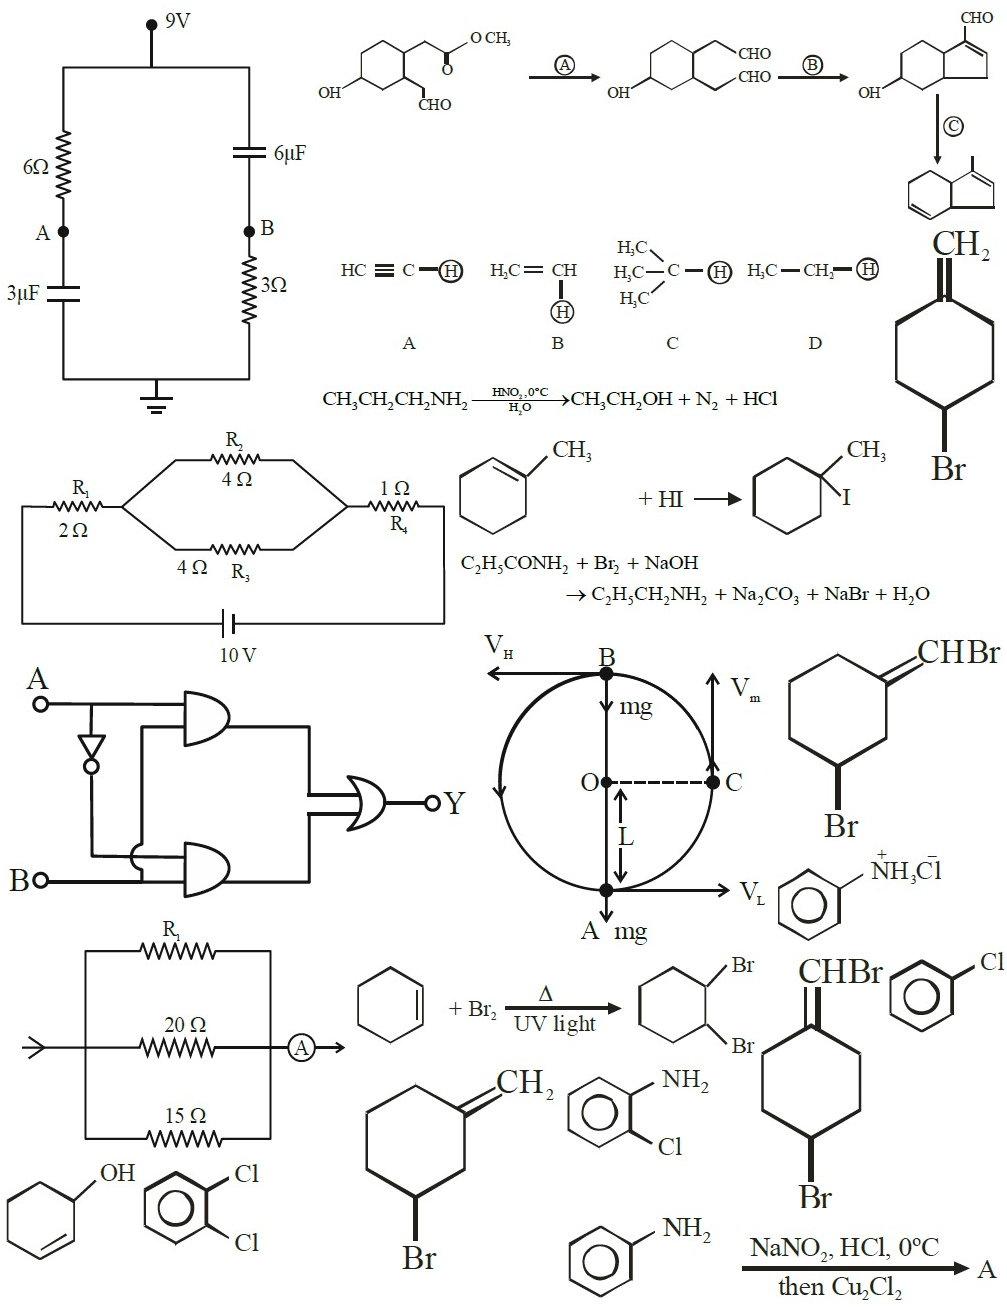 9V
6Ω
6μF
A
B
3μF
3Ω
O CH₃
O
OH
CHO
A
CHO
CHO
OH
B
CHO
OH
C
HC ≡ C — H
H₂C = CH
H
H₃C
H₃C — C — H
H₃C
H₃C — CH₂ — H
A B C D
CH₂
Br
CH₃CH₂CH₂NH₂ HNO₂, 0°C / H₂O → CH₃CH₂OH + N₂ + HCl
R₂
4 Ω
R₁
2 Ω
1 Ω
R₄
4 Ω
R₃
10 V
CH₃
+ HI →
CH₃
I
C₂H₅CONH₂ + Br₂ + NaOH
→ C₂H₅CH₂NH₂ + Na₂CO₃ + NaBr + H₂O
A
B
Y
V_H
B
mg
V_m
O
C
L
V_L
A mg
CHBr
Br
N⁺H₃Cl⁻
R₁
20 Ω
A
15 Ω
+ Br₂
Δ
UV light
Br
Br
CHBr
Br
Cl
CH₂
Br
NH₂
Cl
OH
Cl
Cl
NH₂
NaNO₂, HCl, 0°C
then Cu₂Cl₂
A